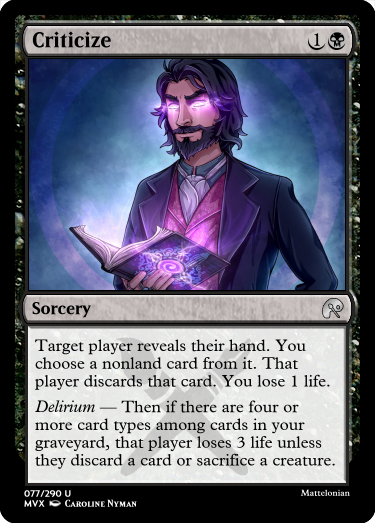 Criticize 1
Sorcery
Target player reveals their hand. You
choose a nonland card from it. That
player discards that card. You lose 1 life.
Delirium — Then if there are four or
more card types among cards in your
graveyard, that player loses 3 life unless
they discard a card or sacrifice a creature.
077/290 U
Mattelonian
MVX Caroline Nyman